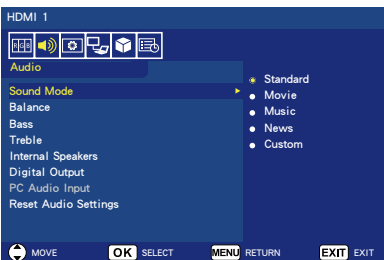 HDMI 1
RGB
Audio
Sound Mode
Balance
Bass
Treble
Internal Speakers
Digital Output
PC Audio Input
Reset Audio Settings
Standard
Movie
Music
News
Custom
MOVE OK SELECT MENU RETURN EXIT EXIT